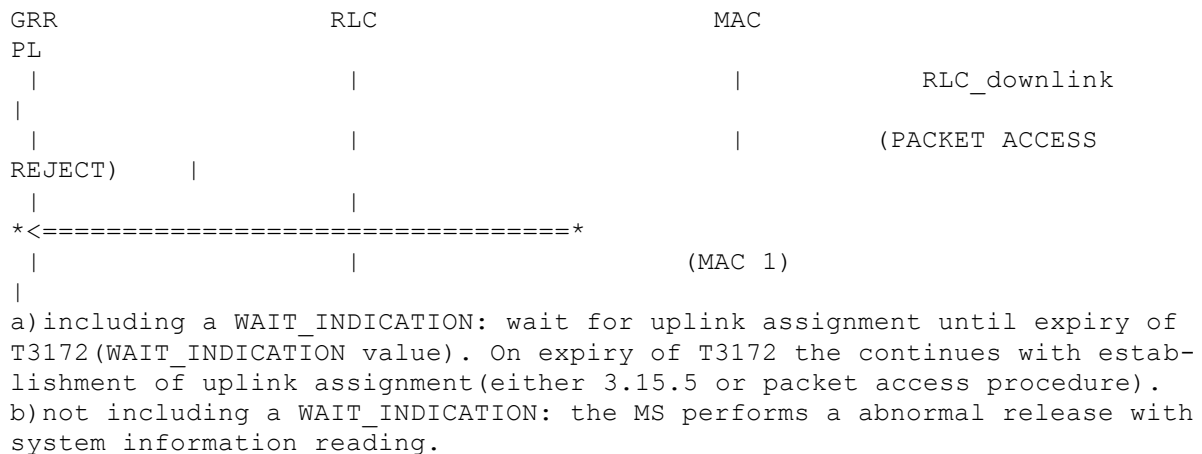 GRR                 RLC                       MAC
PL
 |                    |                       |           RLC_downlink
|
 |                    |                       |        (PACKET ACCESS
REJECT)     |
 |                    |
*<=================================*
 |                    |                    (MAC 1)
|
a)including a WAIT_INDICATION: wait for uplink assignment until expiry of
T3172(WAIT_INDICATION value). On expiry of T3172 the continues with estab-
lishment of uplink assignment(either 3.15.5 or packet access procedure).
b)not including a WAIT_INDICATION: the MS performs a abnormal release with
system information reading.